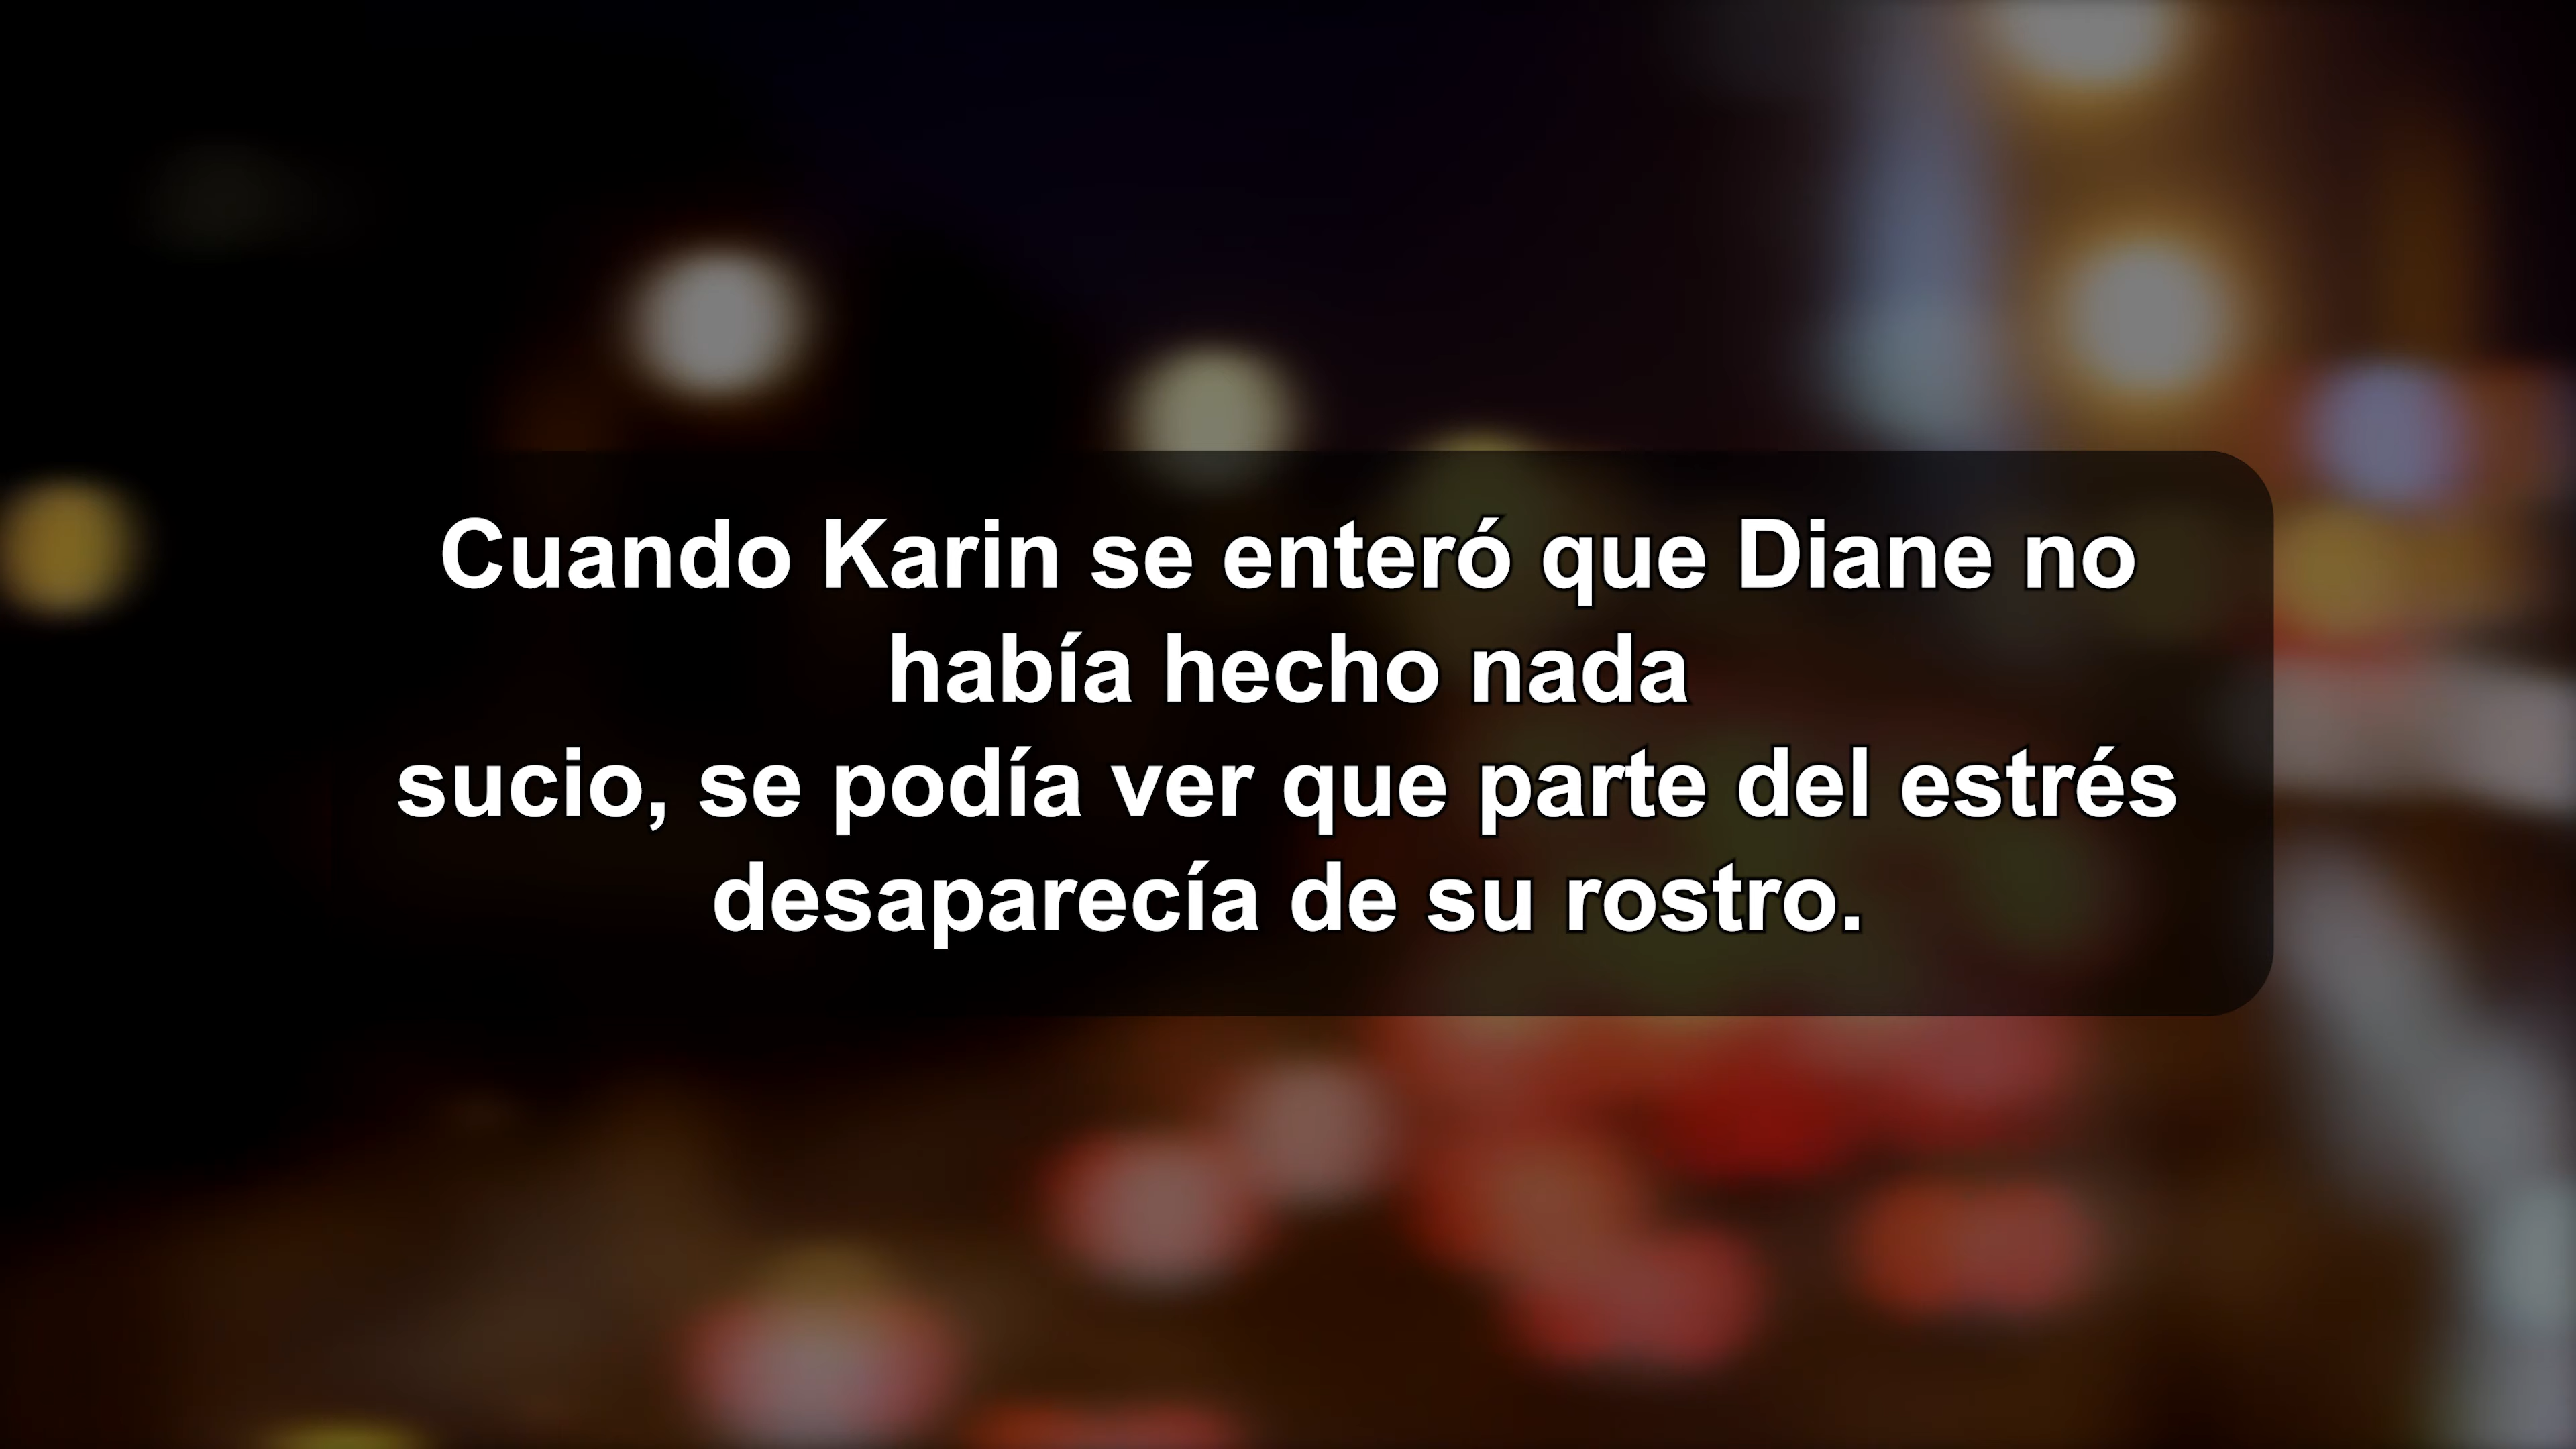 Cuando Karin se enteró que Diane no
había hecho nada
sucio, se podía ver que parte del estrés
desaparecía de su rostro.